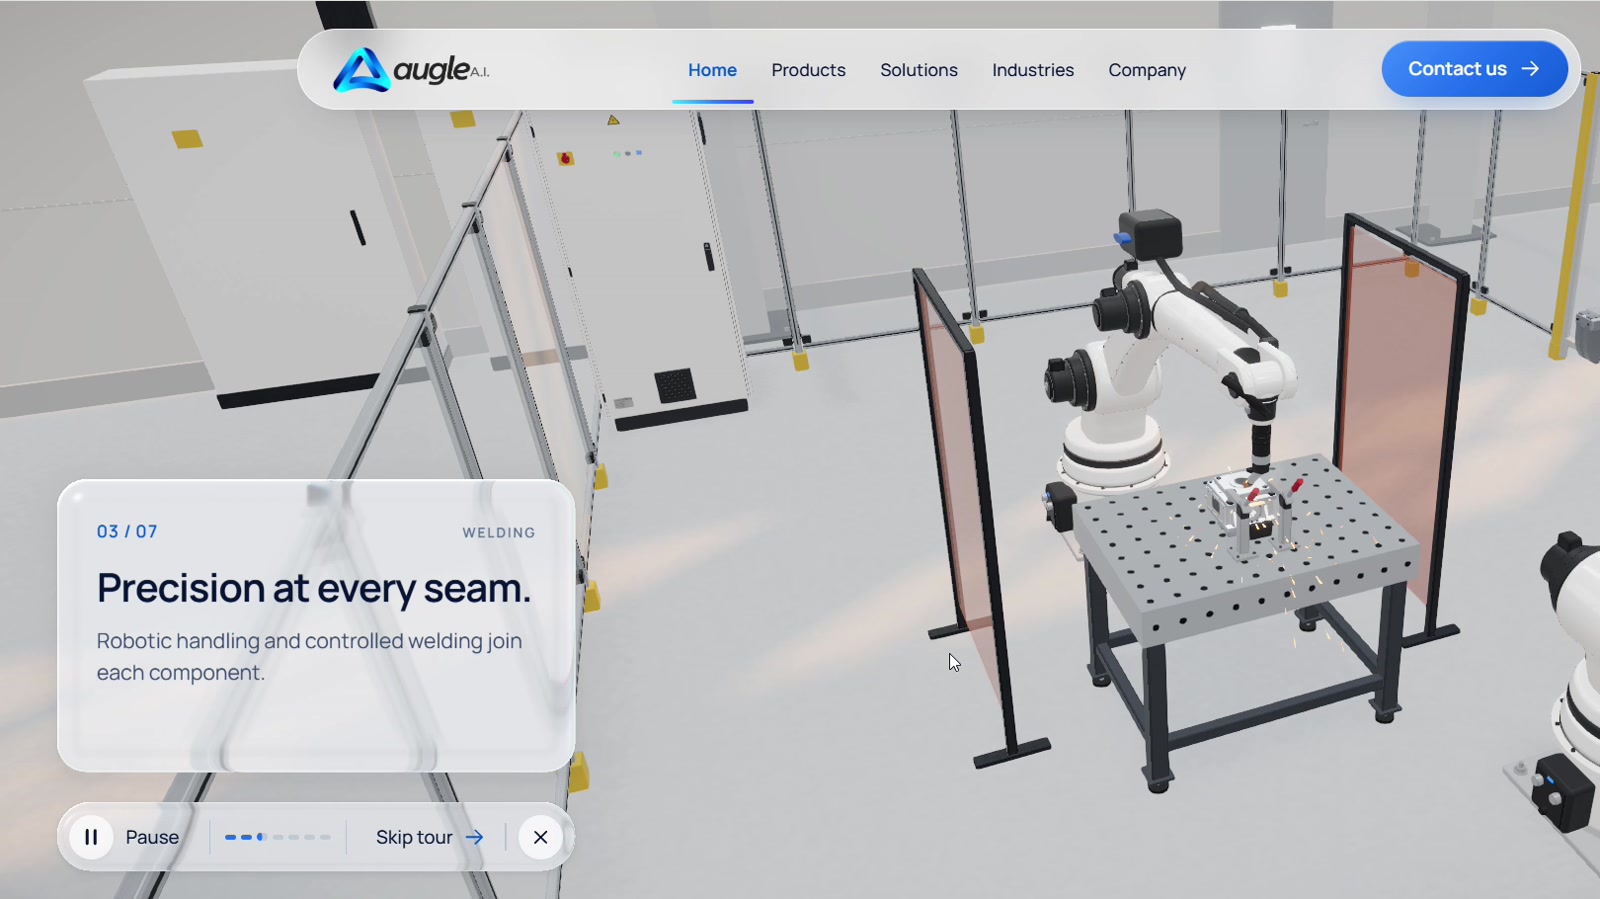 augle A.I.
Home
Products
Solutions
Industries
Company
Contact us
03 / 07
WELDING
Precision at every seam.
Robotic handling and controlled welding join
each component.
Pause
Skip tour